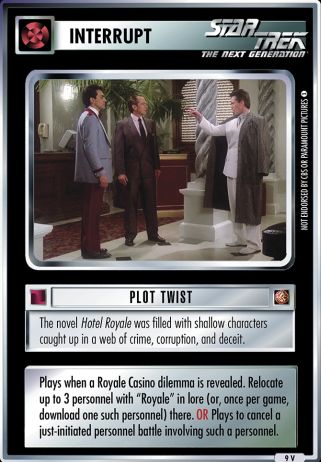 INTERRUPT
STAR TREK
THE NEXT GENERATION
NOT ENDORSED BY CBS OR PARAMOUNT PICTURES
PLOT TWIST
The novel Hotel Royale was filled with shallow characters
caught up in a web of crime, corruption, and deceit.
Plays when a Royale Casino dilemma is revealed. Relocate
up to 3 personnel with "Royale" in lore (or, once per game,
download one such personnel) there. OR Plays to cancel a
just-initiated personnel battle involving such a personnel.
9 V